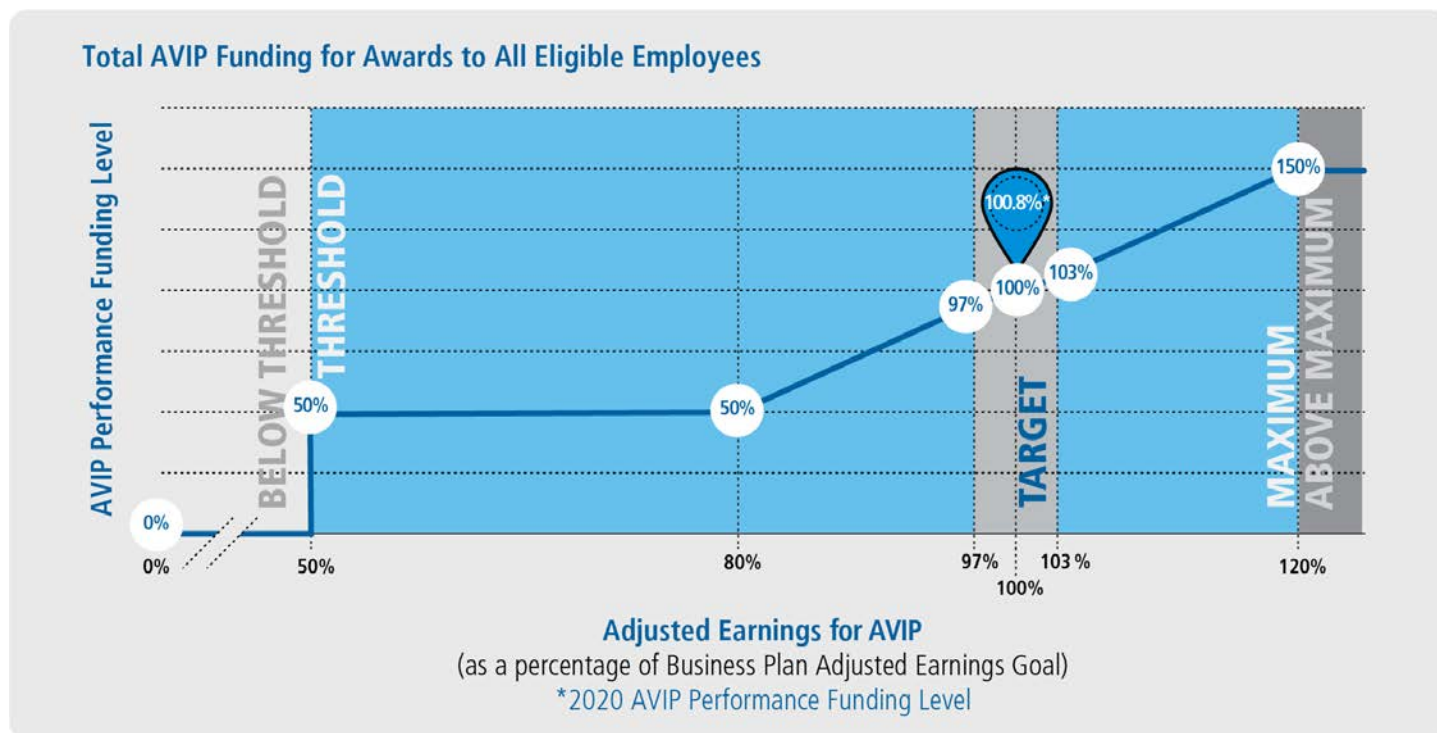 Total AVIP Funding for Awards to All Eligible Employees
AVIP Performance Funding Level
BELOW THRESHOLD
THRESHOLD
TARGET
MAXIMUM
ABOVE MAXIMUM
0%
50%
50%
97%
100.8%*
100%
103%
150%
0%
50%
80%
97%
103 %
100%
120%
Adjusted Earnings for AVIP
(as a percentage of Business Plan Adjusted Earnings Goal)
*2020 AVIP Performance Funding Level